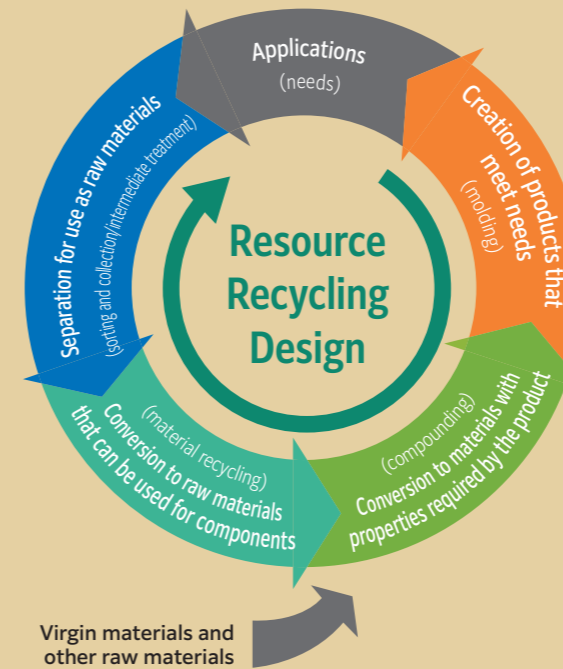 Applications
(needs)
Creation of products that
meet needs
(molding)
Conversion to materials with
properties required by the product
(compounding)
(material recycling)
Conversion to raw materials
that can be used for components
Separation for use as raw materials
(sorting and collection/intermediate treatment)
Resource
Recycling
Design
Virgin materials and
other raw materials